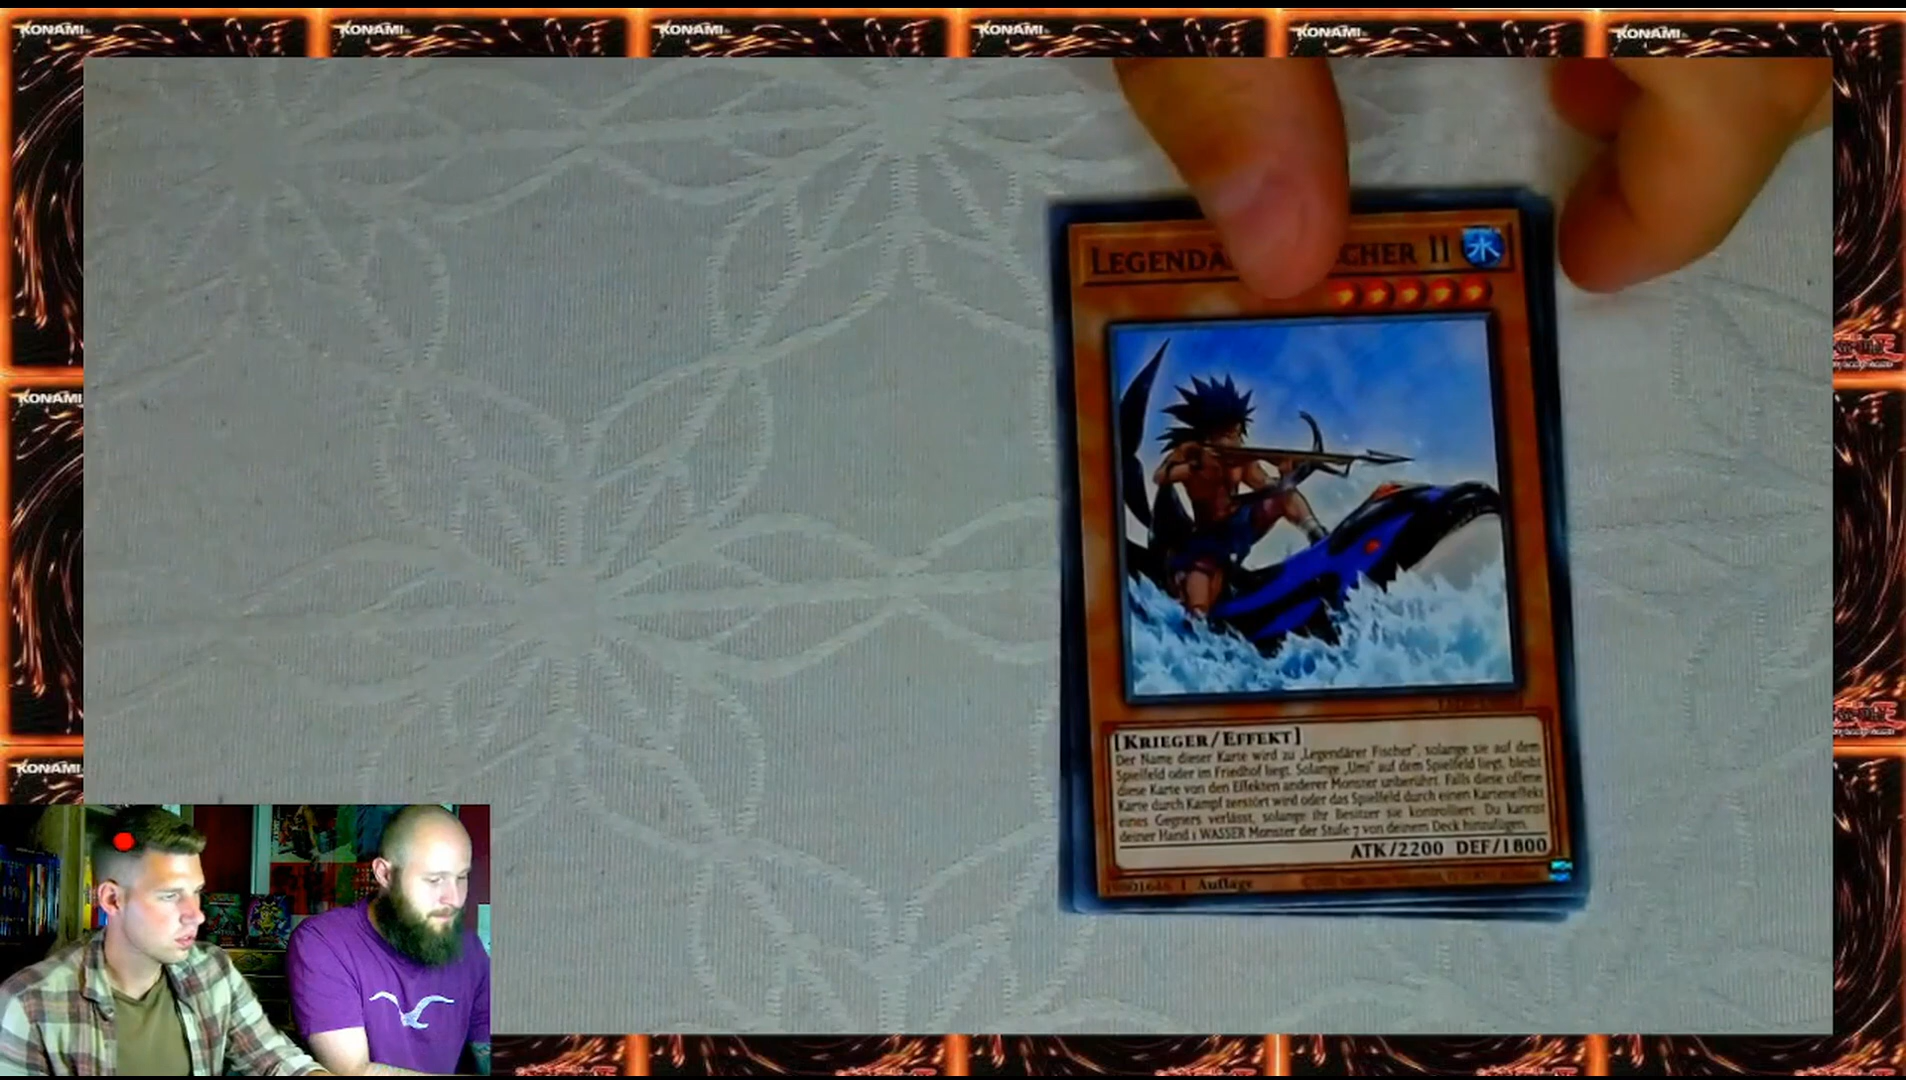 KONAMI
KONAMI
KONAMI
KONAMI
KONAMI
KONAMI
LEGENDÄ CHER II
KONAMI
[KRIEGER/EFFEKT]
Der Name dieser Karte wird zu „Legendärer Fischer", solange sie auf dem
Spielfeld oder im Friedhof liegt. Solange „Umi" auf dem Spielfeld liegt, bleibt
diese Karte von den Effekten anderer Monster unberührt. Falls diese offene
Karte durch Kampf zerstört wird oder das Spielfeld durch einen Karteneffekt
eines Gegners verlässt, solange ihr Besitzer sie kontrolliert: Du kannst
deiner Hand 1 WASSER Monster der Stufe 7 von deinem Deck hinzufügen.
ATK/2200 DEF/1800
1. Auflage
KONAMI